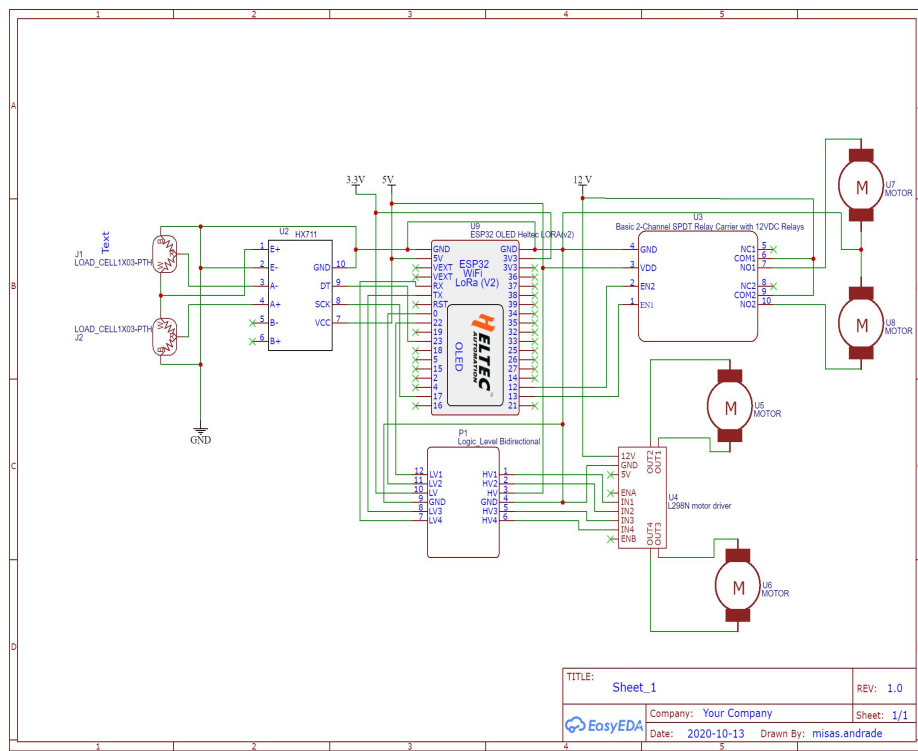 1 2 3 4 5
A
B
C
D
3.3V 5V 12 V
Text
J1
LOAD_CELL1X03-PTH
LOAD_CELL1X03-PTH
J2
U2 HX711
1 E+
2 E-
3 A-
4 A+
5 B-
6 B+
GND 10
DT 9
SCK 8
VCC 7
GND
U9
ESP32 OLED Heltec LORA(v2)
ESP32
WiFi
LoRa (V2)
HELTEC
AUTOMATION
OLED
GND GND
5V 3V3
VEXT 3V3
VEXT 36
RX 37
TX 38
RST 39
0 34
22 35
19 32
23 33
18 25
5 26
15 27
2 14
4 12
17 13
16 21
U3
Basic 2-Channel SPDT Relay Carrier with 12VDC Relays
4 GND
3 VDD
2 EN2
1 EN1
NC1 5
COM1 6
NO1 7
NC2 8
COM2 9
NO2 10
M
U7
MOTOR
M
U8
MOTOR
M
U5
MOTOR
M
U6
MOTOR
P1
Logic_Level Bidirectional
12 LV1 HV1 1
11 LV2 HV2 2
10 LV HV 3
9 GND GND 4
8 LV3 HV3 5
7 LV4 HV4 6
12V
GND
5V
ENA
IN1
IN2
IN3
IN4
ENB
OUT2
OUT1
OUT4
OUT3
U4
L298N motor driver
TITLE:
Sheet_1
REV: 1.0
EasyEDA
Company: Your Company
Sheet: 1/1
Date: 2020-10-13 Drawn By: misas.andrade
1 2 3 4 5